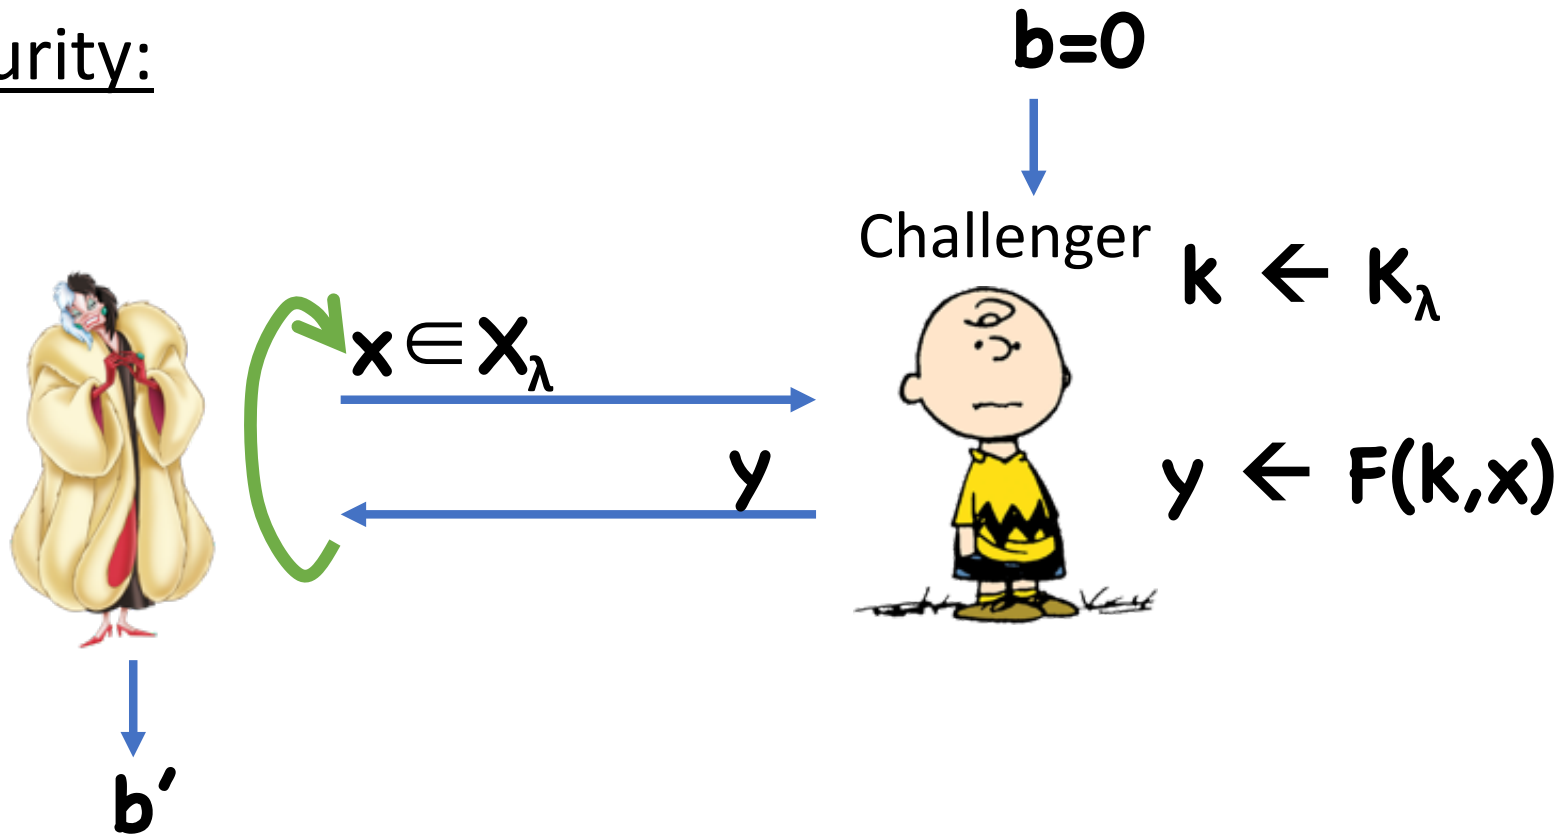 urity:
b=0
Challenger
k ← K_λ
x ∈ X_λ
y
y ← F(k,x)
b′